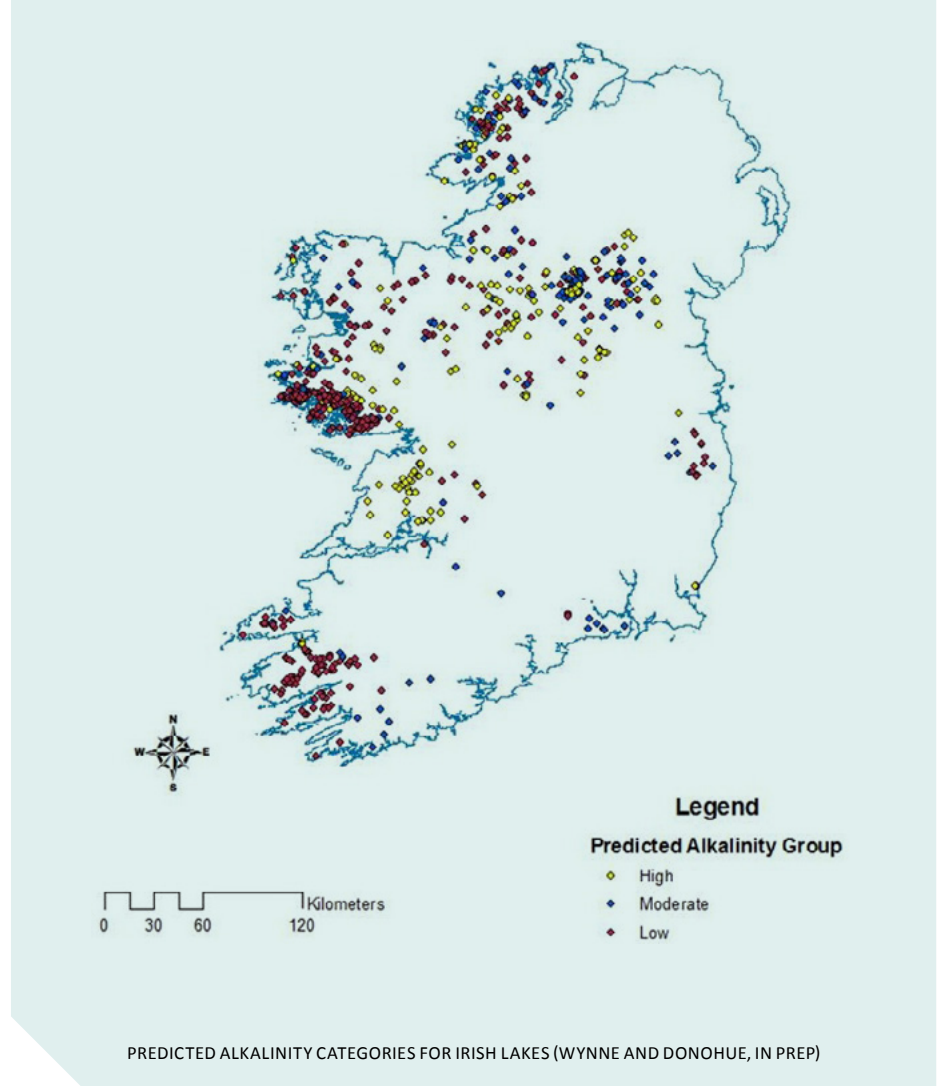 N
W E
S
Legend
Predicted Alkalinity Group
High
Moderate
Low
Kilometers
0 30 60 120
PREDICTED ALKALINITY CATEGORIES FOR IRISH LAKES (WYNNE AND DONOHUE, IN PREP)